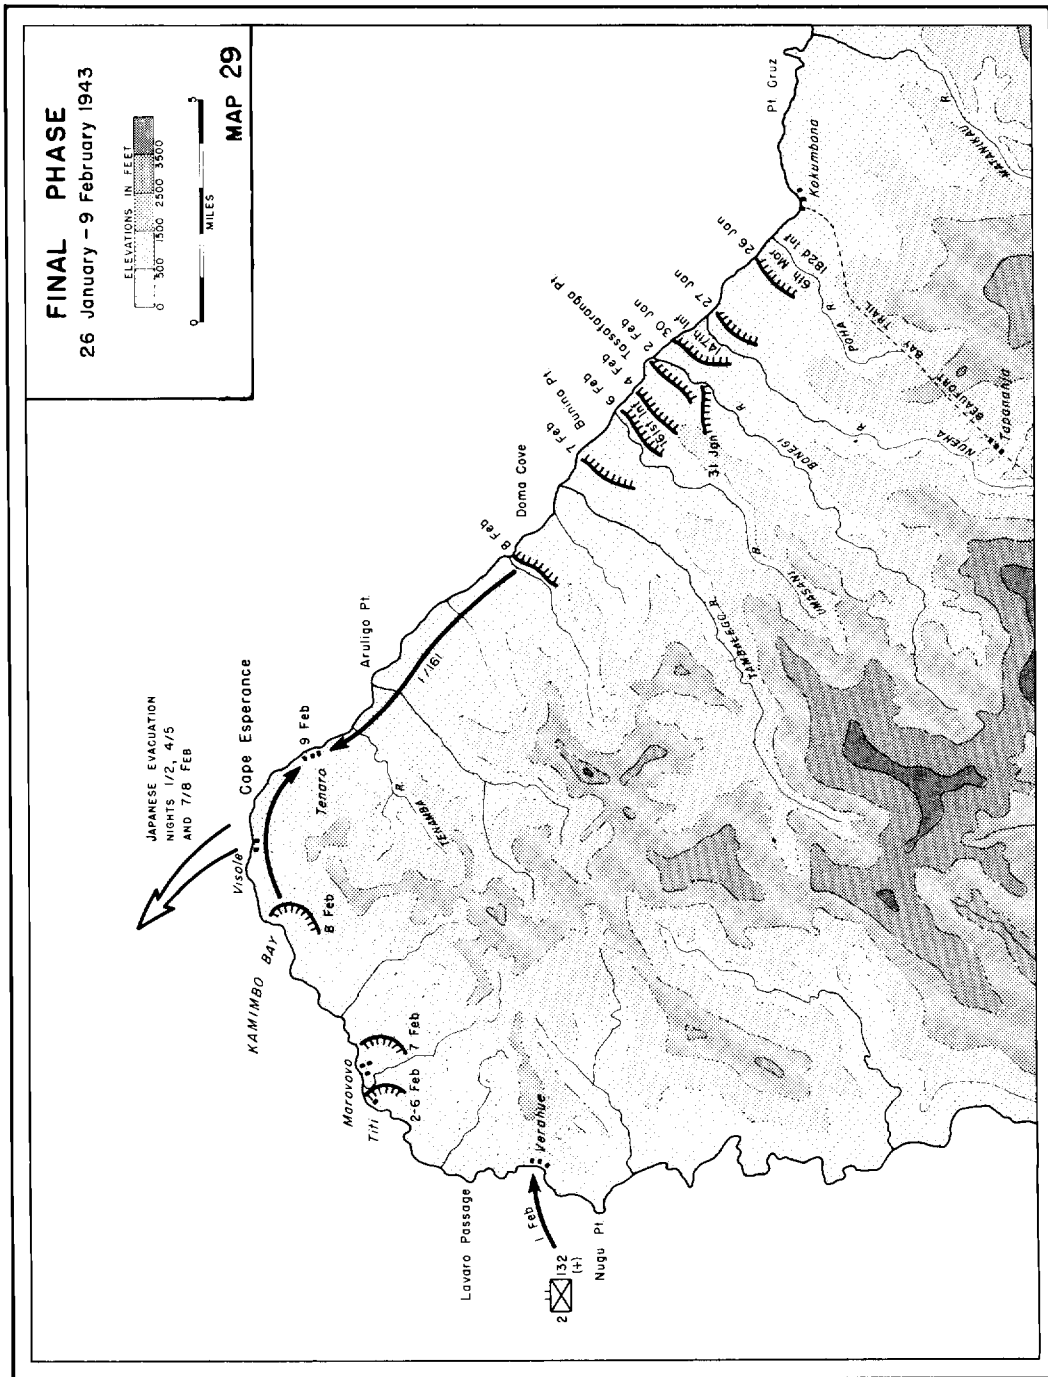 FINAL PHASE
26 January – 9 February 1943
ELEVATIONS IN FEET
0 500 1500 2500 3500
0 5
MILES
MAP 29
JAPANESE EVACUATION
NIGHTS 1/2, 4/5
AND 7/8 FEB
Cape Esperance
Visale
KAMIMBO BAY
8 Feb
9 Feb
Tenaro
Aruligo Pt.
1/161
TENAMBA R.
Marovovo
Titi
2-6 Feb
7 Feb
Lavaro Passage
Verahue
1 Feb
2
132
(+)
Nugu Pt.
8 Feb
Doma Cove
7 Feb
Buning Pt
6 Feb
161st Inf
4 Feb
Tassafaronga Pt
2 Feb
31 Jan
30 Jan
147th Inf
27 Jan
26 Jan
6th Mar
182d Inf
TAMBALEGO R.
UMASANI R.
BONEGI R
NUEHA R
POHA R
BEAUFORT BAY TRAIL
Tapananja
Kokumbona
Pt Cruz
MATANIKAU R.